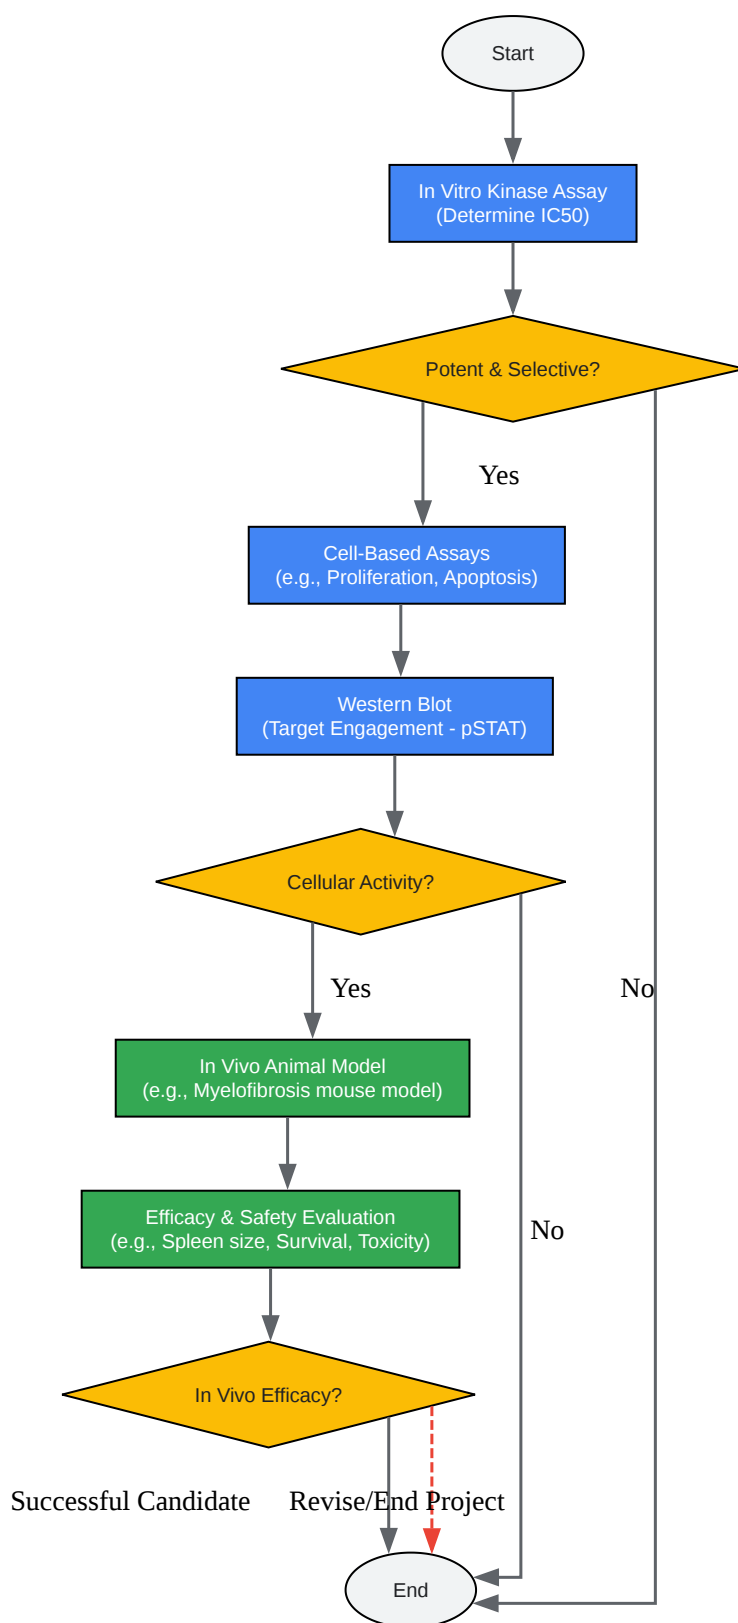 Start
In Vitro Kinase Assay
(Determine IC50)
Potent & Selective?
Yes
Cell-Based Assays
(e.g., Proliferation, Apoptosis)
Western Blot
(Target Engagement - pSTAT)
Cellular Activity?
Yes
No
In Vivo Animal Model
(e.g., Myelofibrosis mouse model)
Efficacy & Safety Evaluation
(e.g., Spleen size, Survival, Toxicity)
No
In Vivo Efficacy?
Successful Candidate
Revise/End Project
End